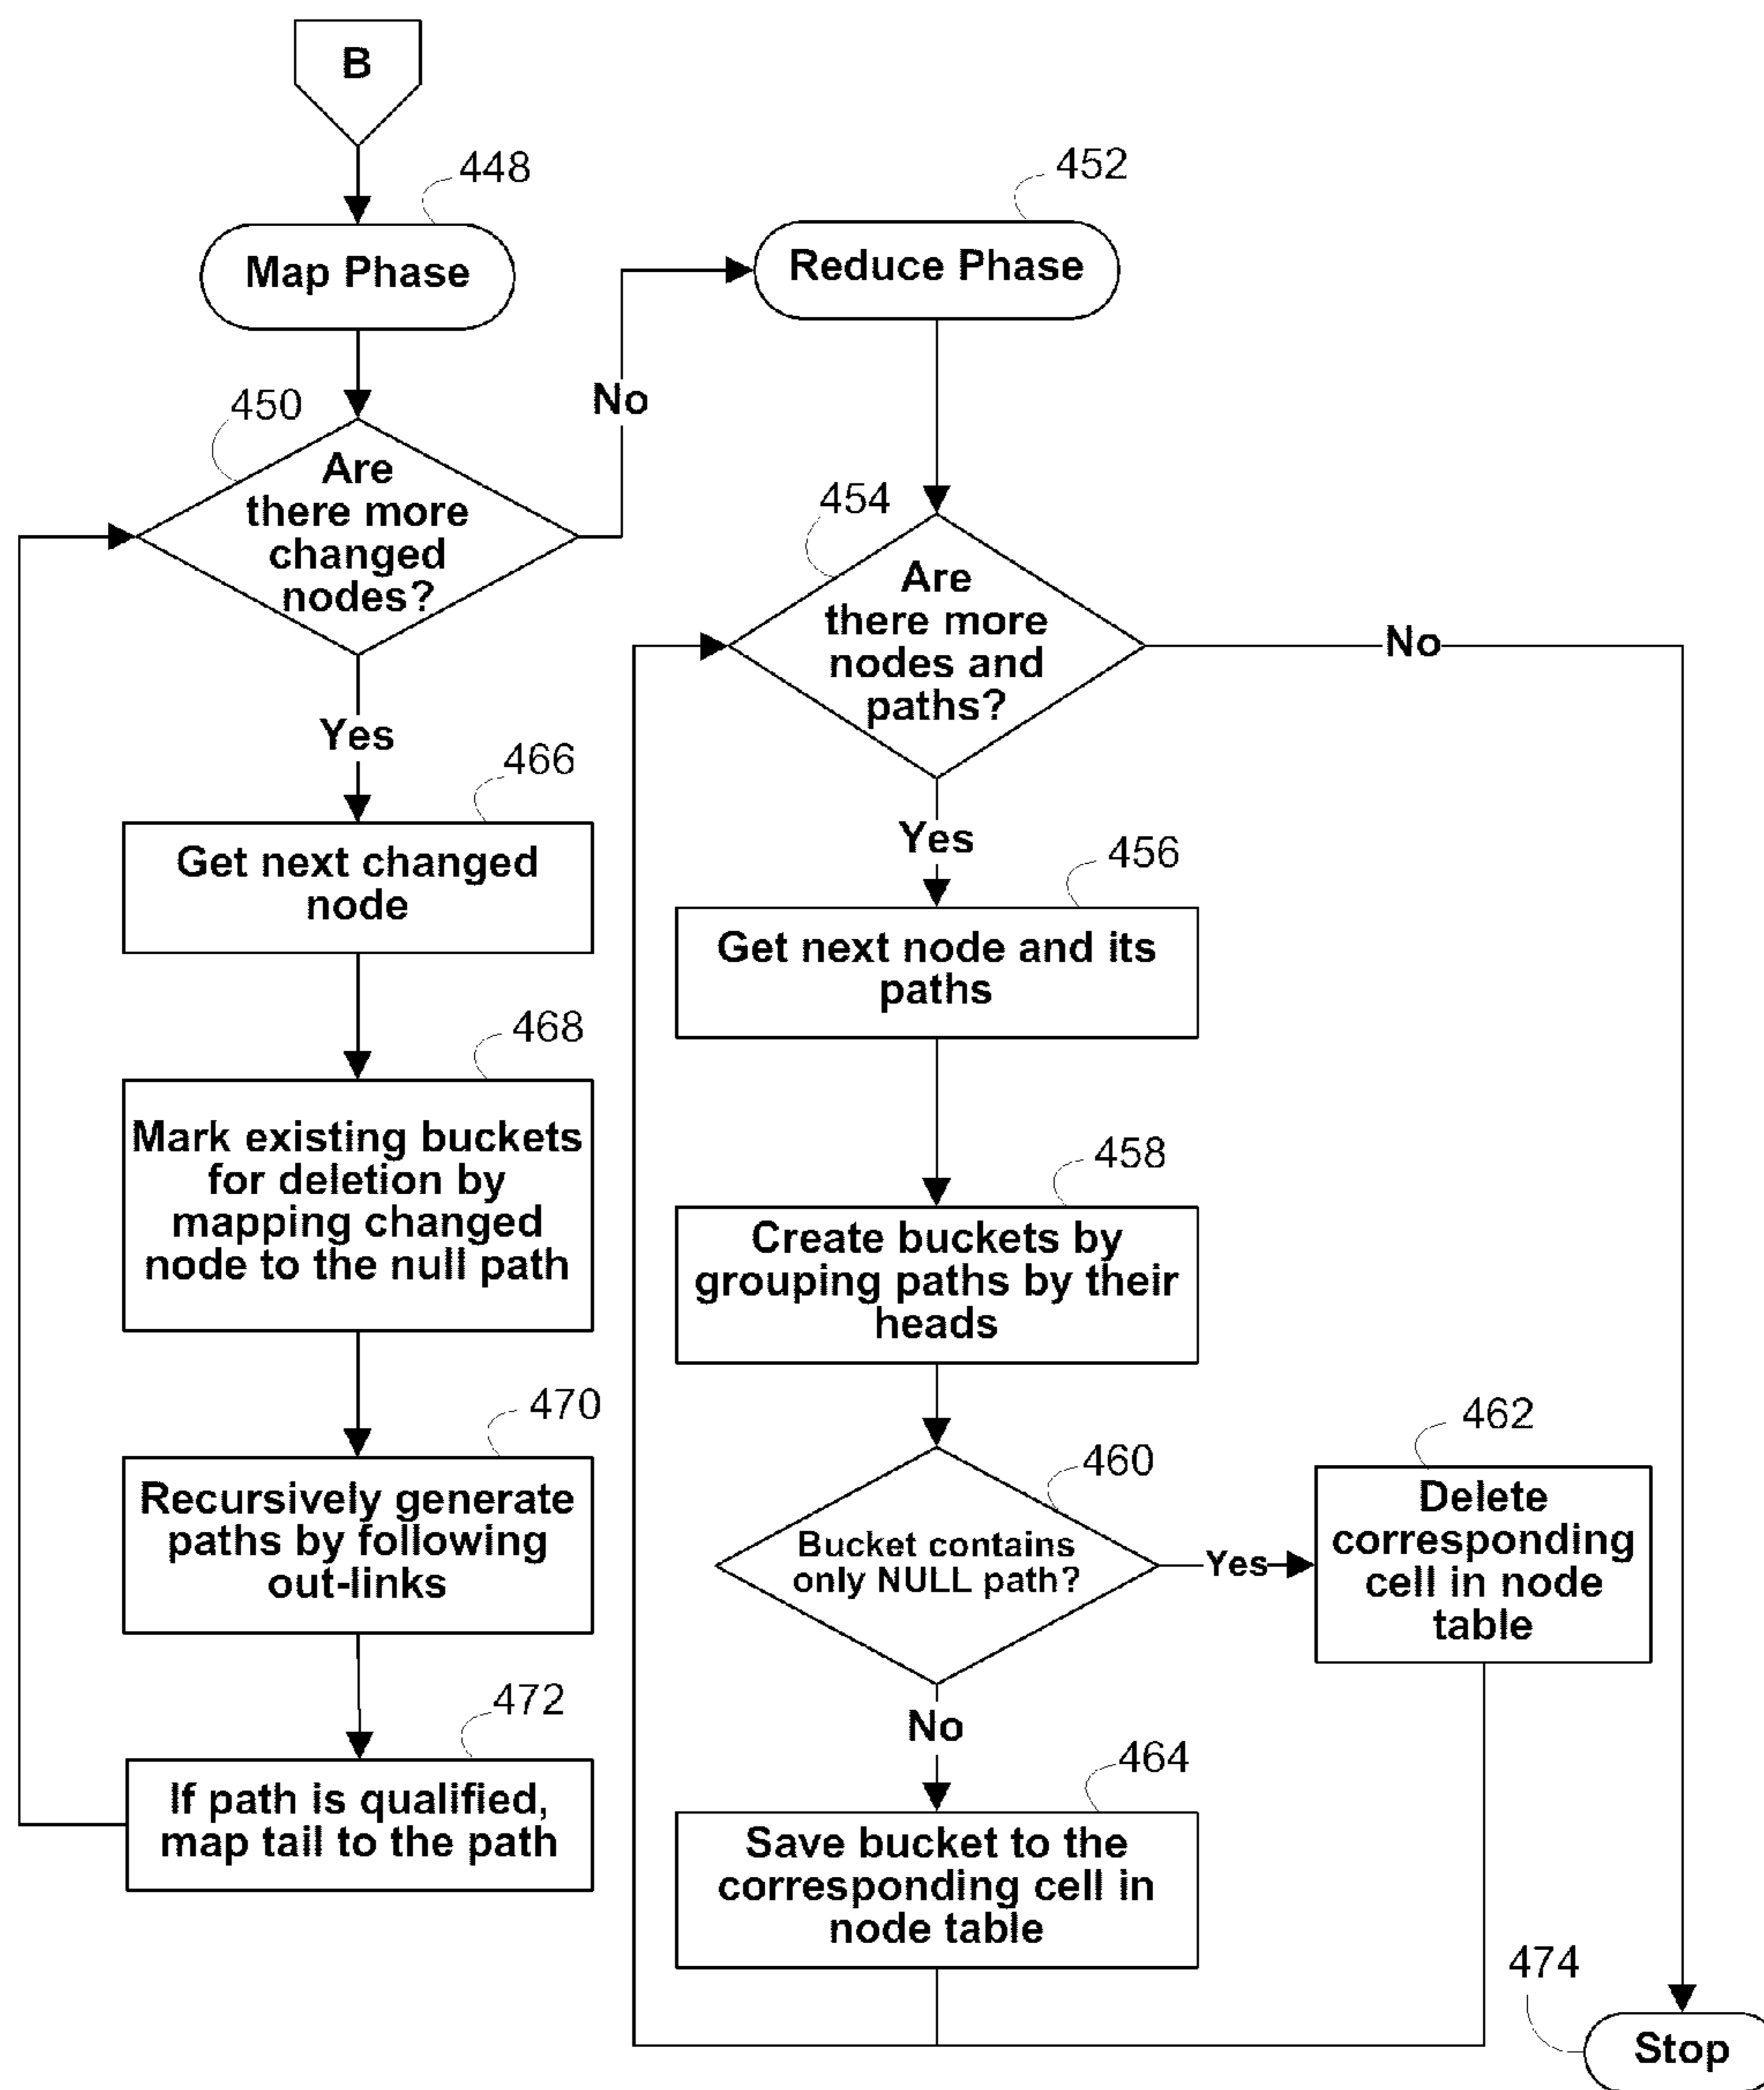 B
448
Map Phase
450
Are
there more
changed
nodes?
No
Yes
466
Get next changed
node
468
Mark existing buckets
for deletion by
mapping changed
node to the null path
470
Recursively generate
paths by following
out-links
472
If path is qualified,
map tail to the path
452
Reduce Phase
454
Are
there more
nodes and
paths?
No
Yes
456
Get next node and its
paths
458
Create buckets by
grouping paths by their
heads
460
Bucket contains
only NULL path?
Yes
462
Delete
corresponding
cell in node
table
No
464
Save bucket to the
corresponding cell in
node table
474
Stop